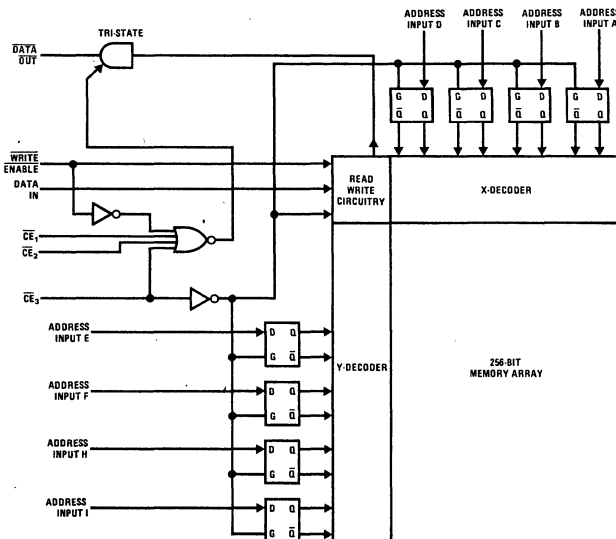 TRI-STATE
DATA
OUT
ADDRESS
INPUT D
ADDRESS
INPUT C
ADDRESS
INPUT B
ADDRESS
INPUT A
G D
Q̅ Q
G D
Q̅ Q
G D
Q̅ Q
G D
Q̅ Q
WRITE
ENABLE
DATA
IN
READ
WRITE
CIRCUITRY
X-DECODER
CE1
CE2
CE3
ADDRESS
INPUT E
D Q
G Q̅
Y-DECODER
256-BIT
MEMORY ARRAY
ADDRESS
INPUT F
D Q
G Q̅
ADDRESS
INPUT H
D Q
G Q̅
ADDRESS
INPUT I
D Q
G Q̅